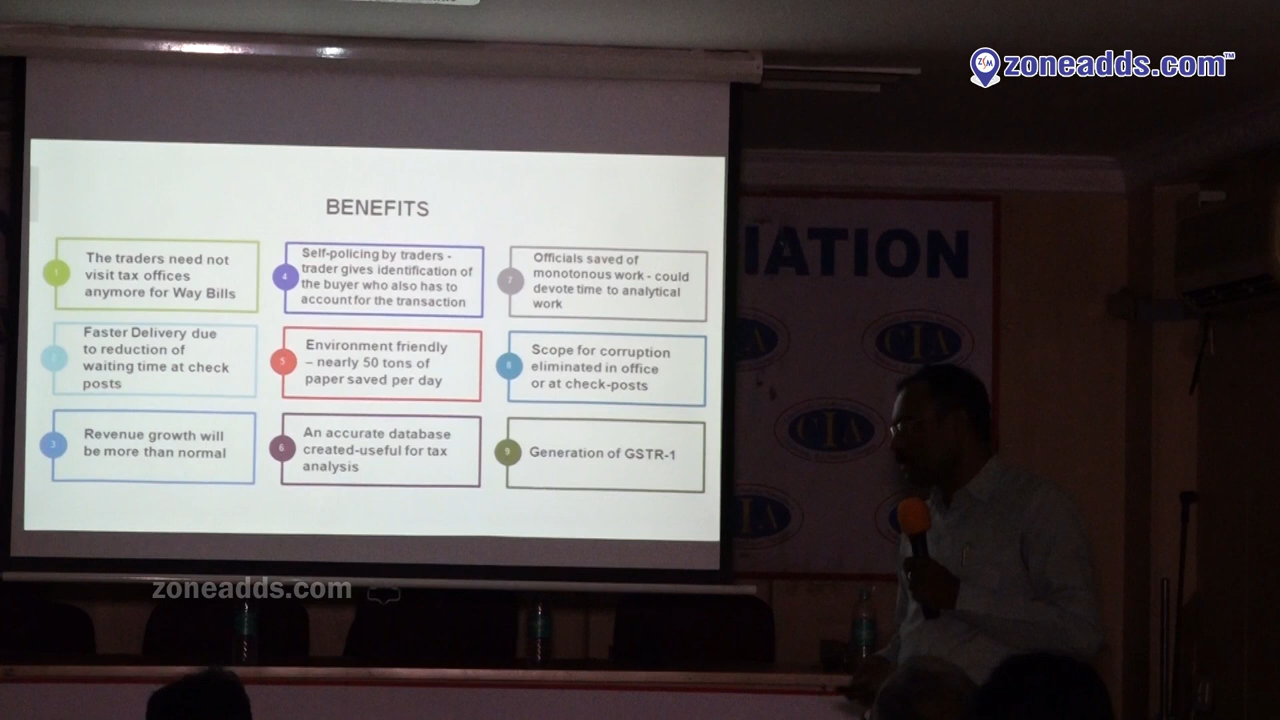 zoneadds.com™
BENEFITS
1
The traders need not
visit tax offices
anymore for Way Bills
2
Faster Delivery due
to reduction of
waiting time at check
posts
3
Revenue growth will
be more than normal
4
Self-policing by traders -
trader gives identification of
the buyer who also has to
account for the transaction
5
Environment friendly
– nearly 50 tons of
paper saved per day
6
An accurate database
created-useful for tax
analysis
7
Officials saved of
monotonous work - could
devote time to analytical
work
8
Scope for corruption
eliminated in office
or at check-posts
9
Generation of GSTR-1
IATION
CIA
CIA
zoneadds.com